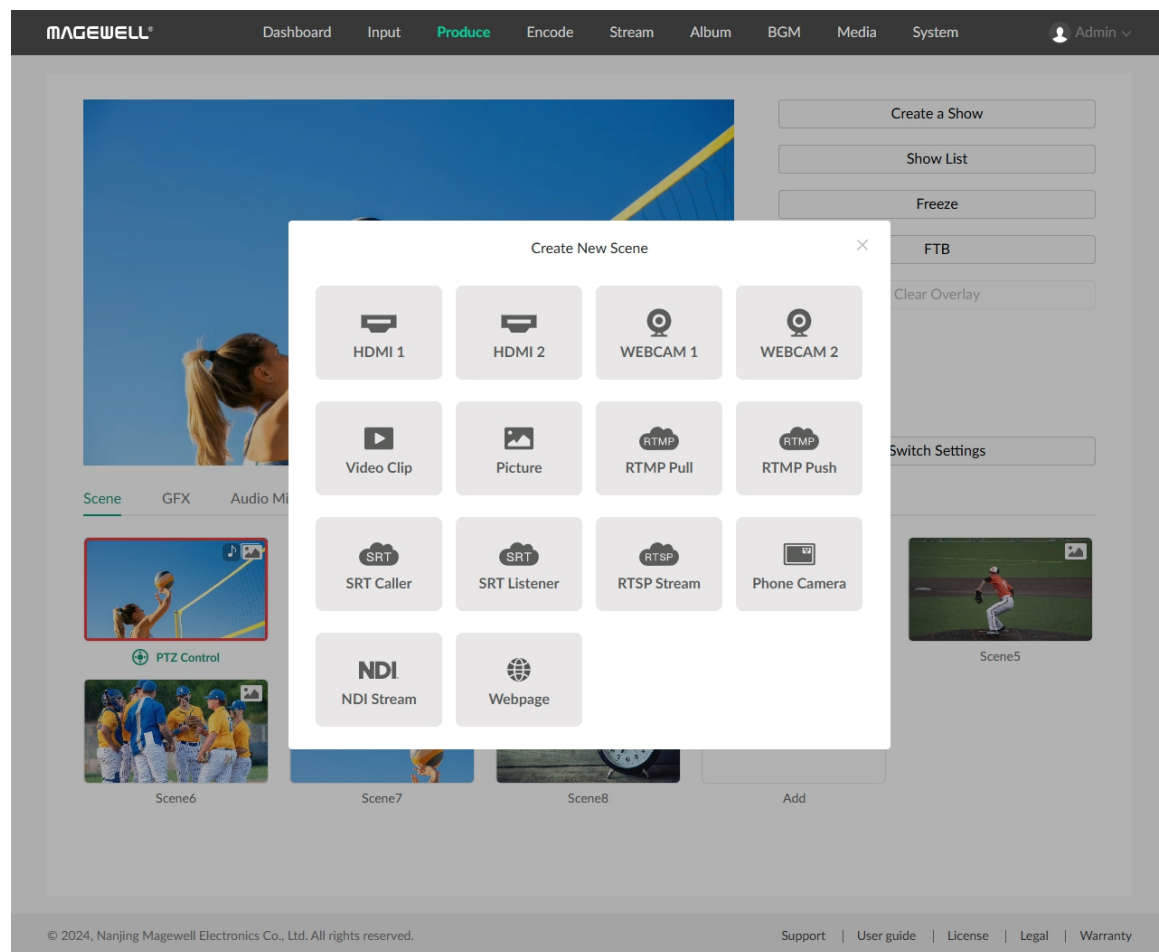 MAGEWELL®
Dashboard Input Produce Encode Stream Album BGM Media System Admin
Create a Show
Show List
Freeze
FTB
Clear Overlay
Switch Settings
Create New Scene
HDMI 1 HDMI 2 WEBCAM 1 WEBCAM 2
RTMP RTMP
Video Clip Picture RTMP Pull RTMP Push
SRT SRT RTSP
SRT Caller SRT Listener RTSP Stream Phone Camera
NDI
NDI Stream Webpage
Scene GFX Audio Mi
PTZ Control
Scene5
Scene6 Scene7 Scene8 Add
© 2024, Nanjing Magewell Electronics Co., Ltd. All rights reserved.
Support | User guide | License | Legal | Warranty